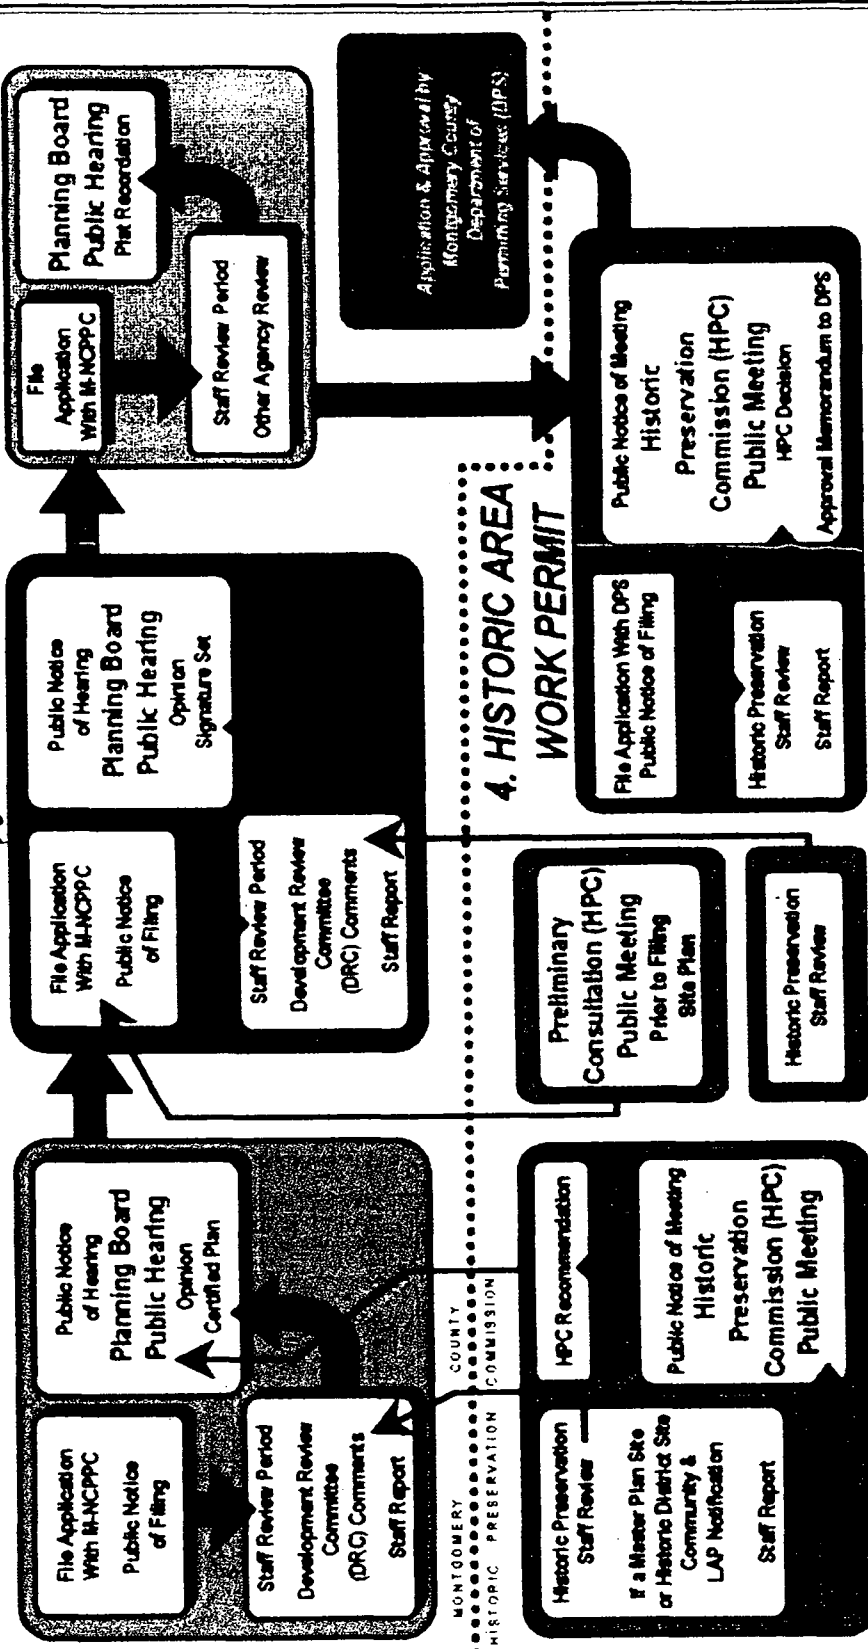 File Application
With M-NCPPC
Public Notice
of Filing
Staff Review Period
Development Review
Committee
(DRC) Comments
Staff Report
Public Notice
of Hearing
Planning Board
Public Hearing
Opinion
Certified Plan
File Application
With M-NCPPC
Public Notice
of Filing
Staff Review Period
Development Review
Committee
(DRC) Comments
Staff Report
Public Notice
of Hearing
Planning Board
Public Hearing
Opinion
Signature Set
File
Application
With M-NCPPC
Staff Review Period
Other Agency Review
Planning Board
Public Hearing
Plat Recordation
MONTGOMERY COUNTY
HISTORIC PRESERVATION COMMISSION
Historic Preservation
Staff Review
If a Master Plan Site
or Historic District Site
Community &
LAP Notification
Staff Report
HPC Recommendation
Public Notice of Meeting
Historic
Preservation
Commission (HPC)
Public Meeting
Preliminary
Consultation (HPC)
Public Meeting
Prior to Filing
Site Plan
Historic Preservation
Staff Review
4. HISTORIC AREA
WORK PERMIT
File Application With DPS
Public Notice of Filing
Historic Preservation
Staff Review
Staff Report
Public Notice of Meeting
Historic
Preservation
Commission (HPC)
Public Meeting
HPC Decision
Approval Memorandum to DPS
Application & Approval by
Montgomery County
Department of
Permitting Services (DPS)